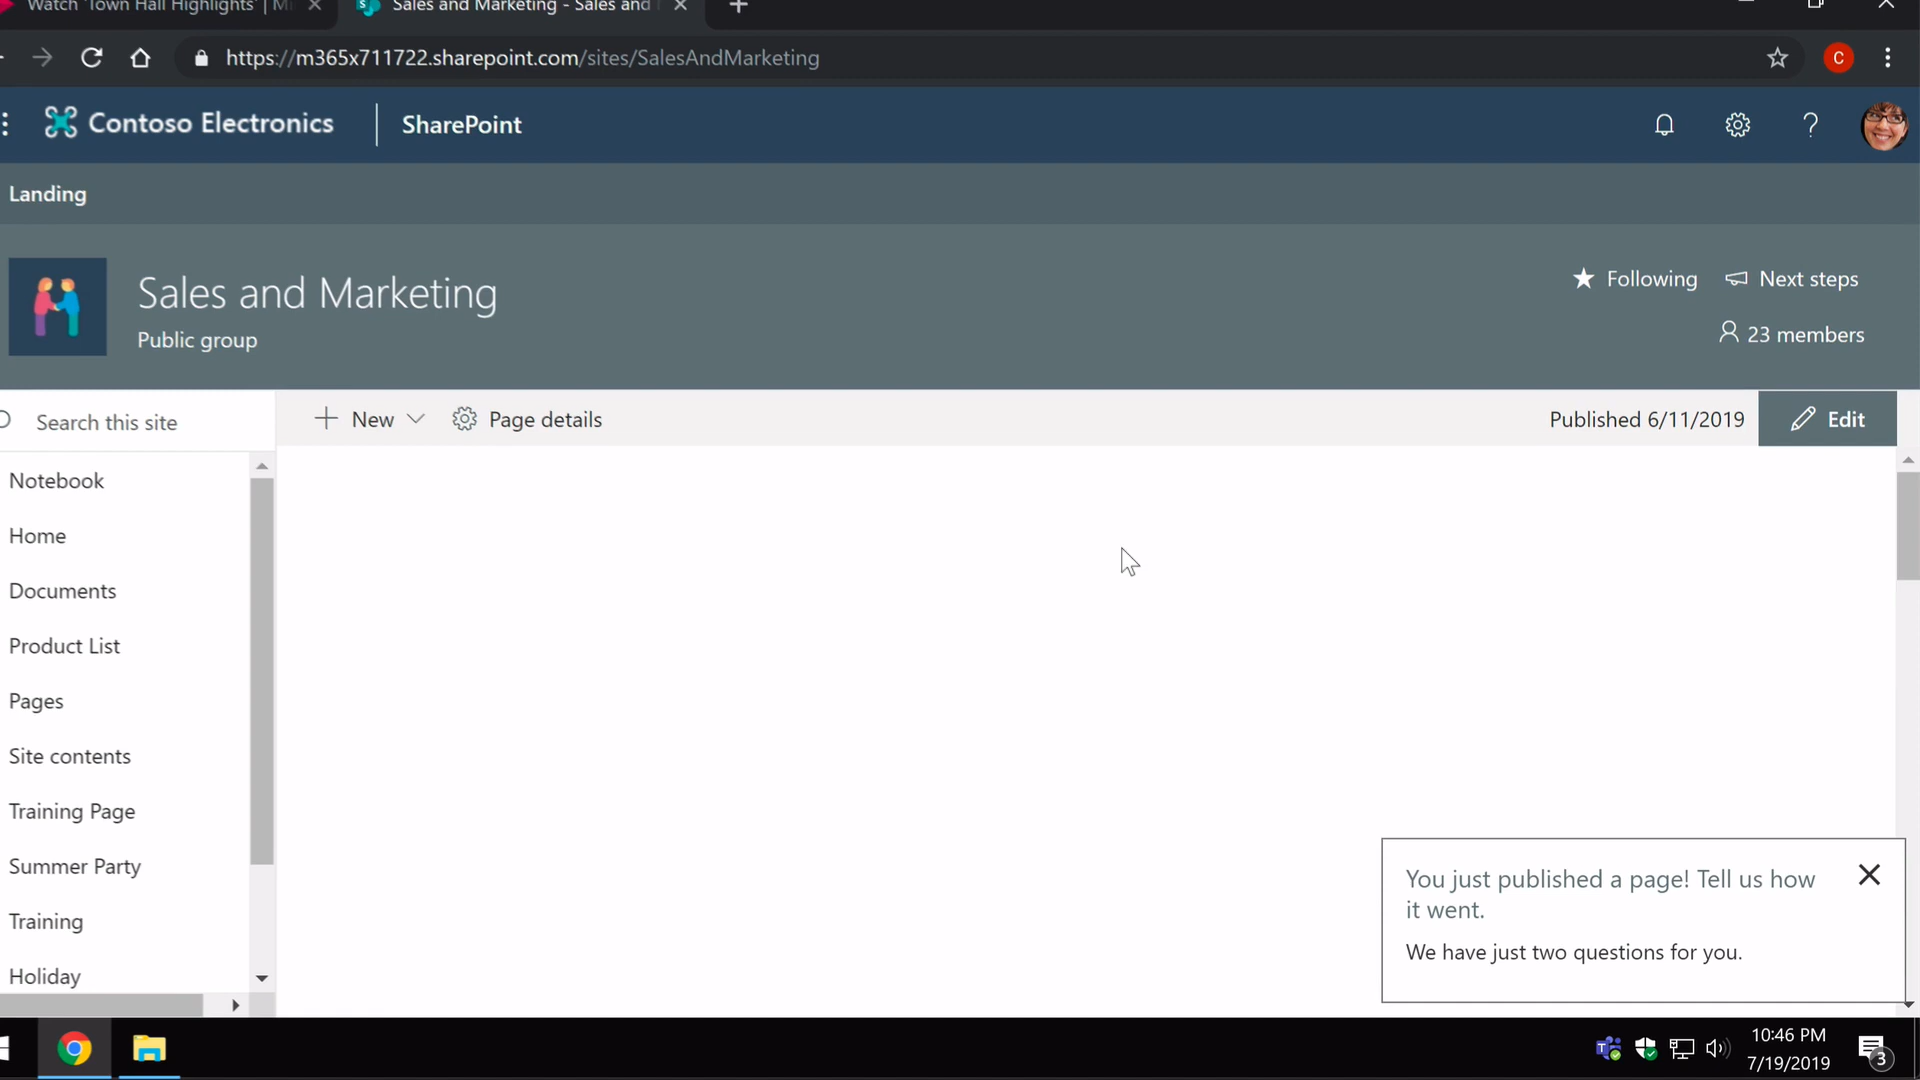 Watch 'Town Hall Highlights' | Mi
Sales and Marketing - Sales and
https://m365x711722.sharepoint.com/sites/SalesAndMarketing
C
Contoso Electronics
SharePoint
Landing
Sales and Marketing
Public group
Following
Next steps
23 members
Search this site
New
Page details
Published 6/11/2019
Edit
Notebook
Home
Documents
Product List
Pages
Site contents
Training Page
Summer Party
Training
Holiday
You just published a page! Tell us how
it went.
We have just two questions for you.
10:46 PM
7/19/2019
3